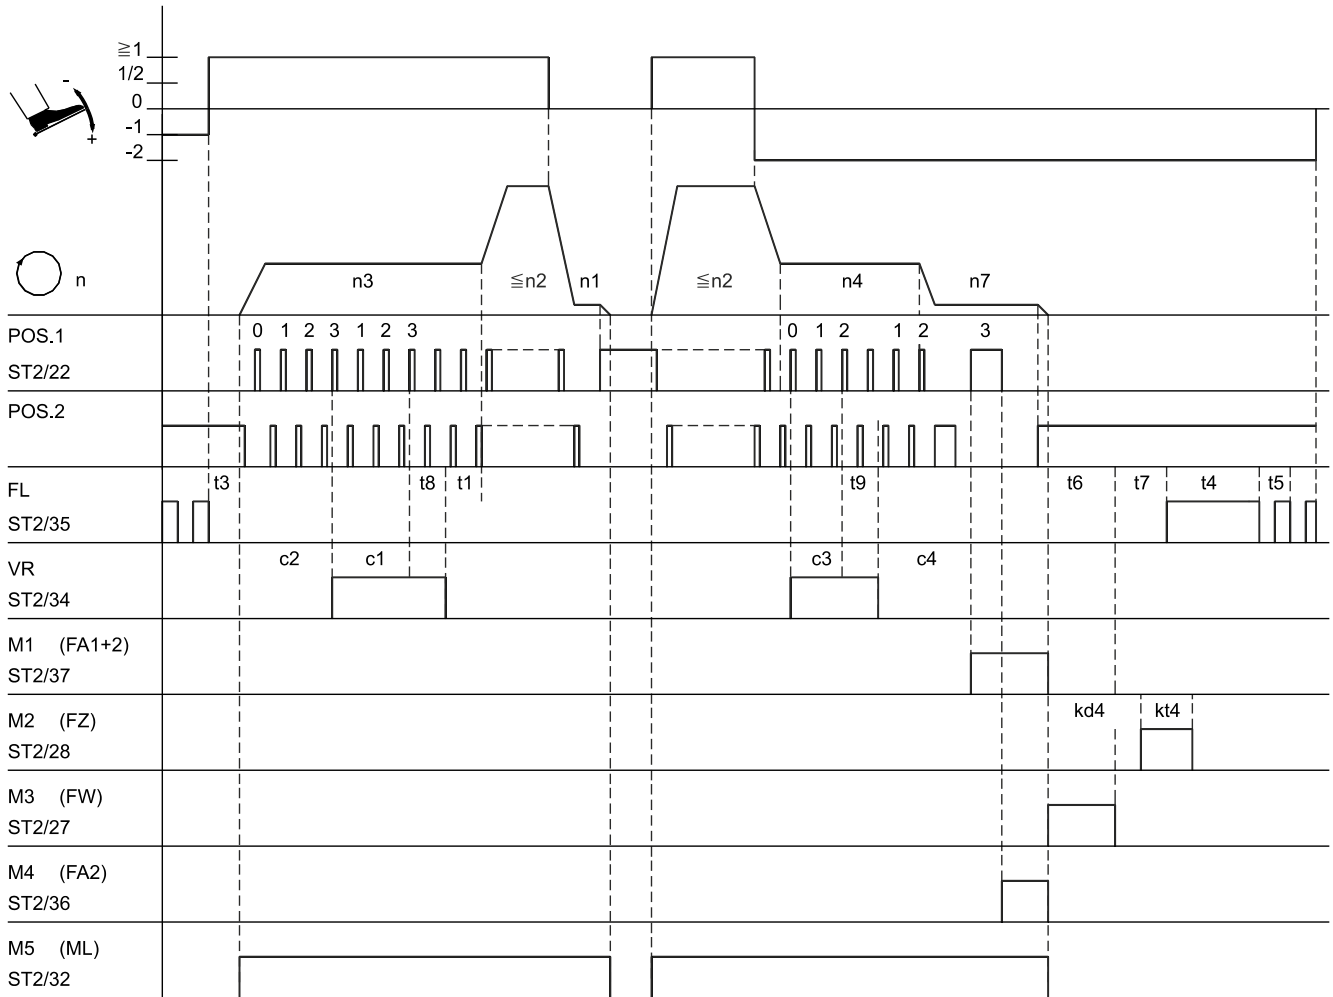 ≧1
1/2
0
-1
-2
-
+
n
n3
≦n2
n1
≦n2
n4
n7
POS.1
0 1 2 3 1 2 3
0 1 2 1 2 3
ST2/22
POS.2
FL
t3
t8
t1
t9
t6
t7
t4
t5
ST2/35
VR
c2
c1
c3
c4
ST2/34
M1 (FA1+2)
ST2/37
M2 (FZ)
kd4
kt4
ST2/28
M3 (FW)
ST2/27
M4 (FA2)
ST2/36
M5 (ML)
ST2/32